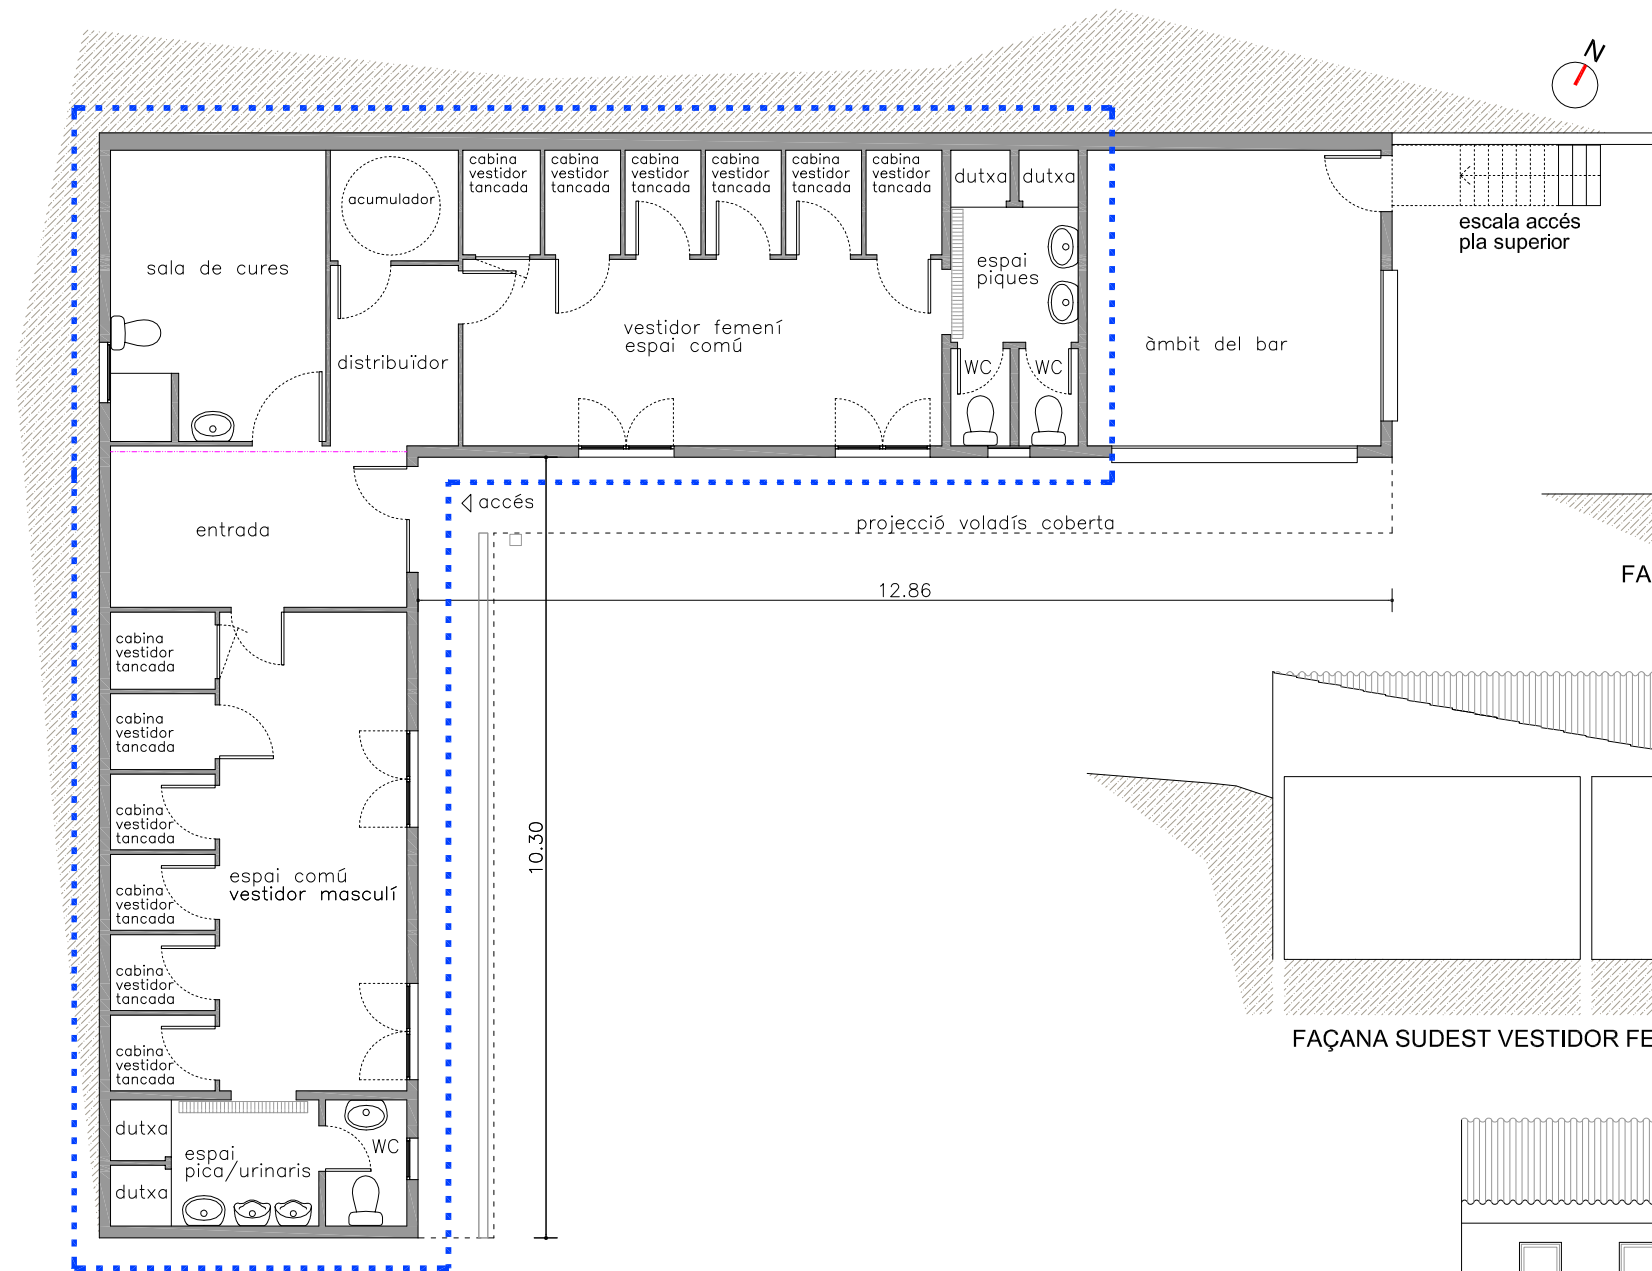 N
cabina
vestidor
tancada
cabina
vestidor
tancada
cabina
vestidor
tancada
cabina
vestidor
tancada
cabina
vestidor
tancada
cabina
vestidor
tancada
dutxa
dutxa
acumulador
escala accés
pla superior
sala de cures
espai
piques
vestidor femení
espai comú
àmbit del bar
distribuïdor
WC
WC
accés
entrada
projecció voladís coberta
FA
12.86
cabina
vestidor
tancada
cabina
vestidor
tancada
cabina
vestidor
tancada
cabina
vestidor
tancada
cabina
vestidor
tancada
cabina
vestidor
tancada
10.30
espai comú
vestidor masculí
FAÇANA SUDEST VESTIDOR FE
dutxa
espai
pica/urinaris
WC
dutxa